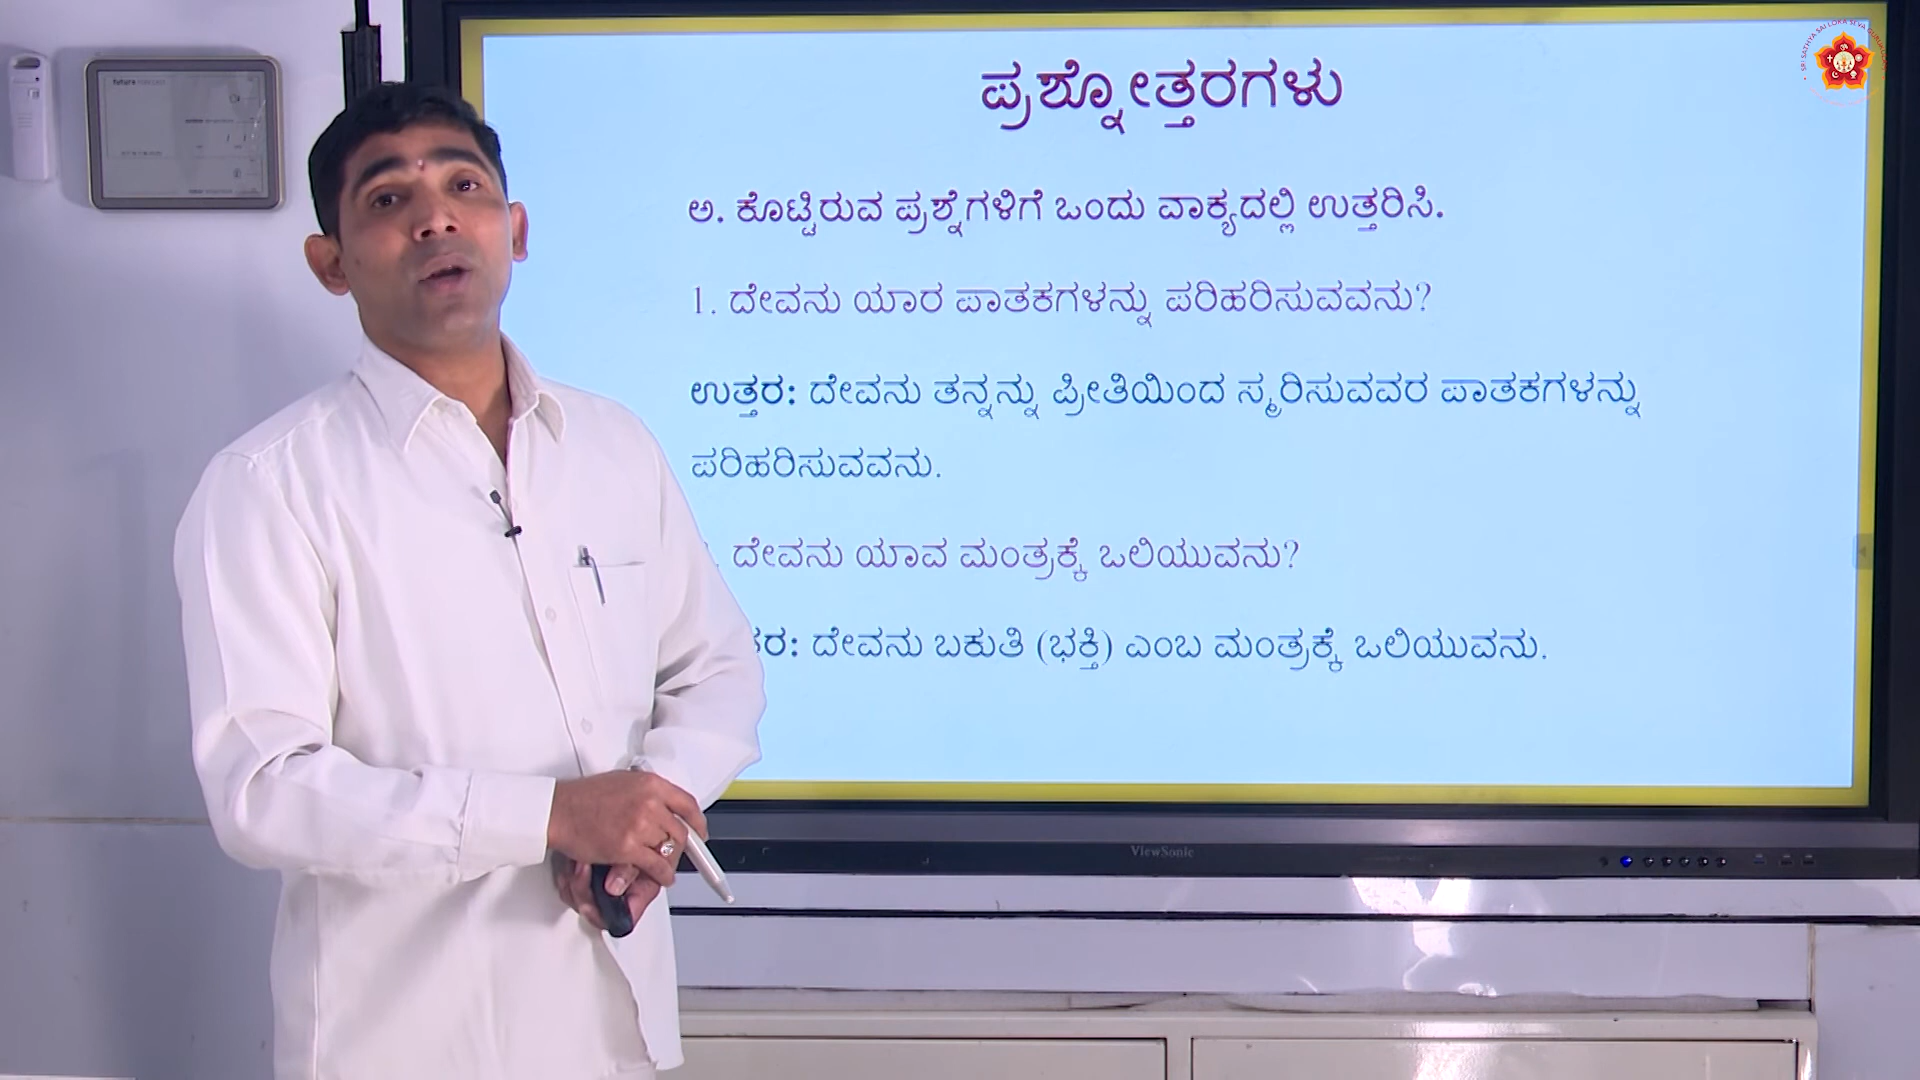 ಪ್ರಶ್ನೋತ್ತರಗಳು
ಅ. ಕೊಟ್ಟಿರುವ ಪ್ರಶ್ನೆಗಳಿಗೆ ಒಂದು ವಾಕ್ಯದಲ್ಲಿ ಉತ್ತರಿಸಿ.
1. ದೇವನು ಯಾರ ಪಾತಕಗಳನ್ನು ಪರಿಹರಿಸುವವನು?
ಉತ್ತರ: ದೇವನು ತನ್ನನ್ನು ಪ್ರೀತಿಯಿಂದ ಸ್ಮರಿಸುವವರ ಪಾತಕಗಳನ್ನು
ಪರಿಹರಿಸುವವನು.
ದೇವನು ಯಾವ ಮಂತ್ರಕ್ಕೆ ಒಲಿಯುವನು?
ದೇವನು ಬಕುತಿ (ಭಕ್ತಿ) ಎಂಬ ಮಂತ್ರಕ್ಕೆ ಒಲಿಯುವನು.
ViewSonic